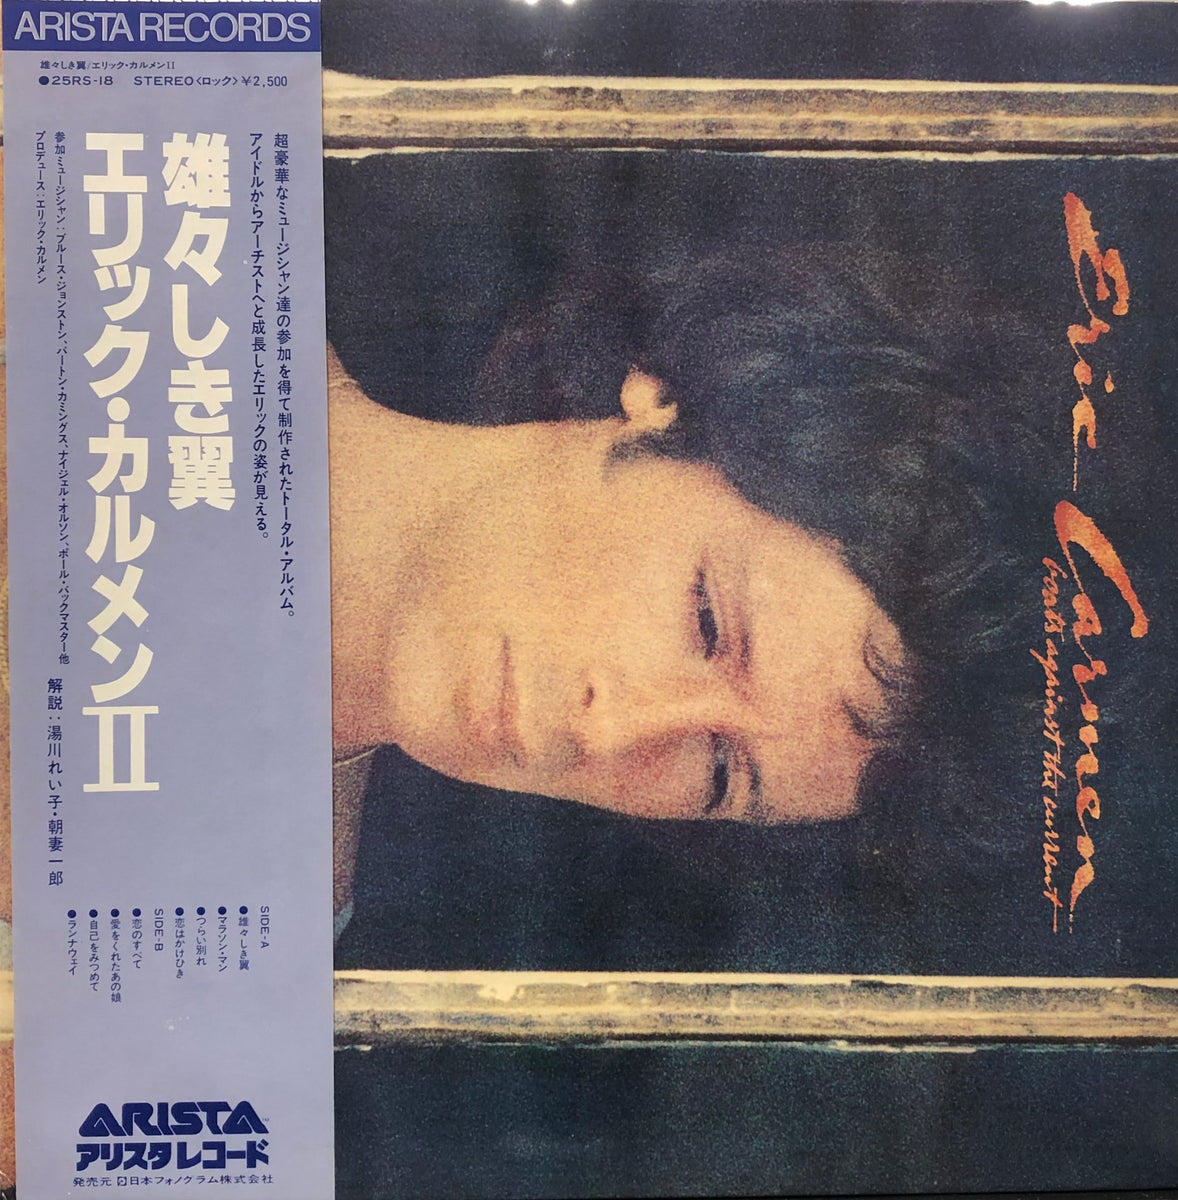 ARISTA RECORDS
雄々しき翼/エリック・カルメンII
●25RS-18 STEREO〈ロック〉¥2,500
超豪華なミュージシャン達の参加を得て制作されたトータル・アルバム。
アイドルからアーチストへと成長したエリックの姿が見える。
雄々しき翼
エリック・カルメンII
参加ミュージシャン:ブルース・ジョンストン、バートン・カミングス、ナイジェル・オルソン、ポール・バックマスター他
プロデュース:エリック・カルメン
解説:湯川れい子・朝妻一郎
SIDE-A
●雄々しき翼
●マラソン・マン
●つらい別れ
●恋はかけひき
SIDE-B
●恋のすべて
●愛をくれたあの娘
●自己をみつめて
●ランナウェイ
ARISTA
アリスタレコード
発売元 日本フォノグラム株式会社
Eric Carmen
boats against the current